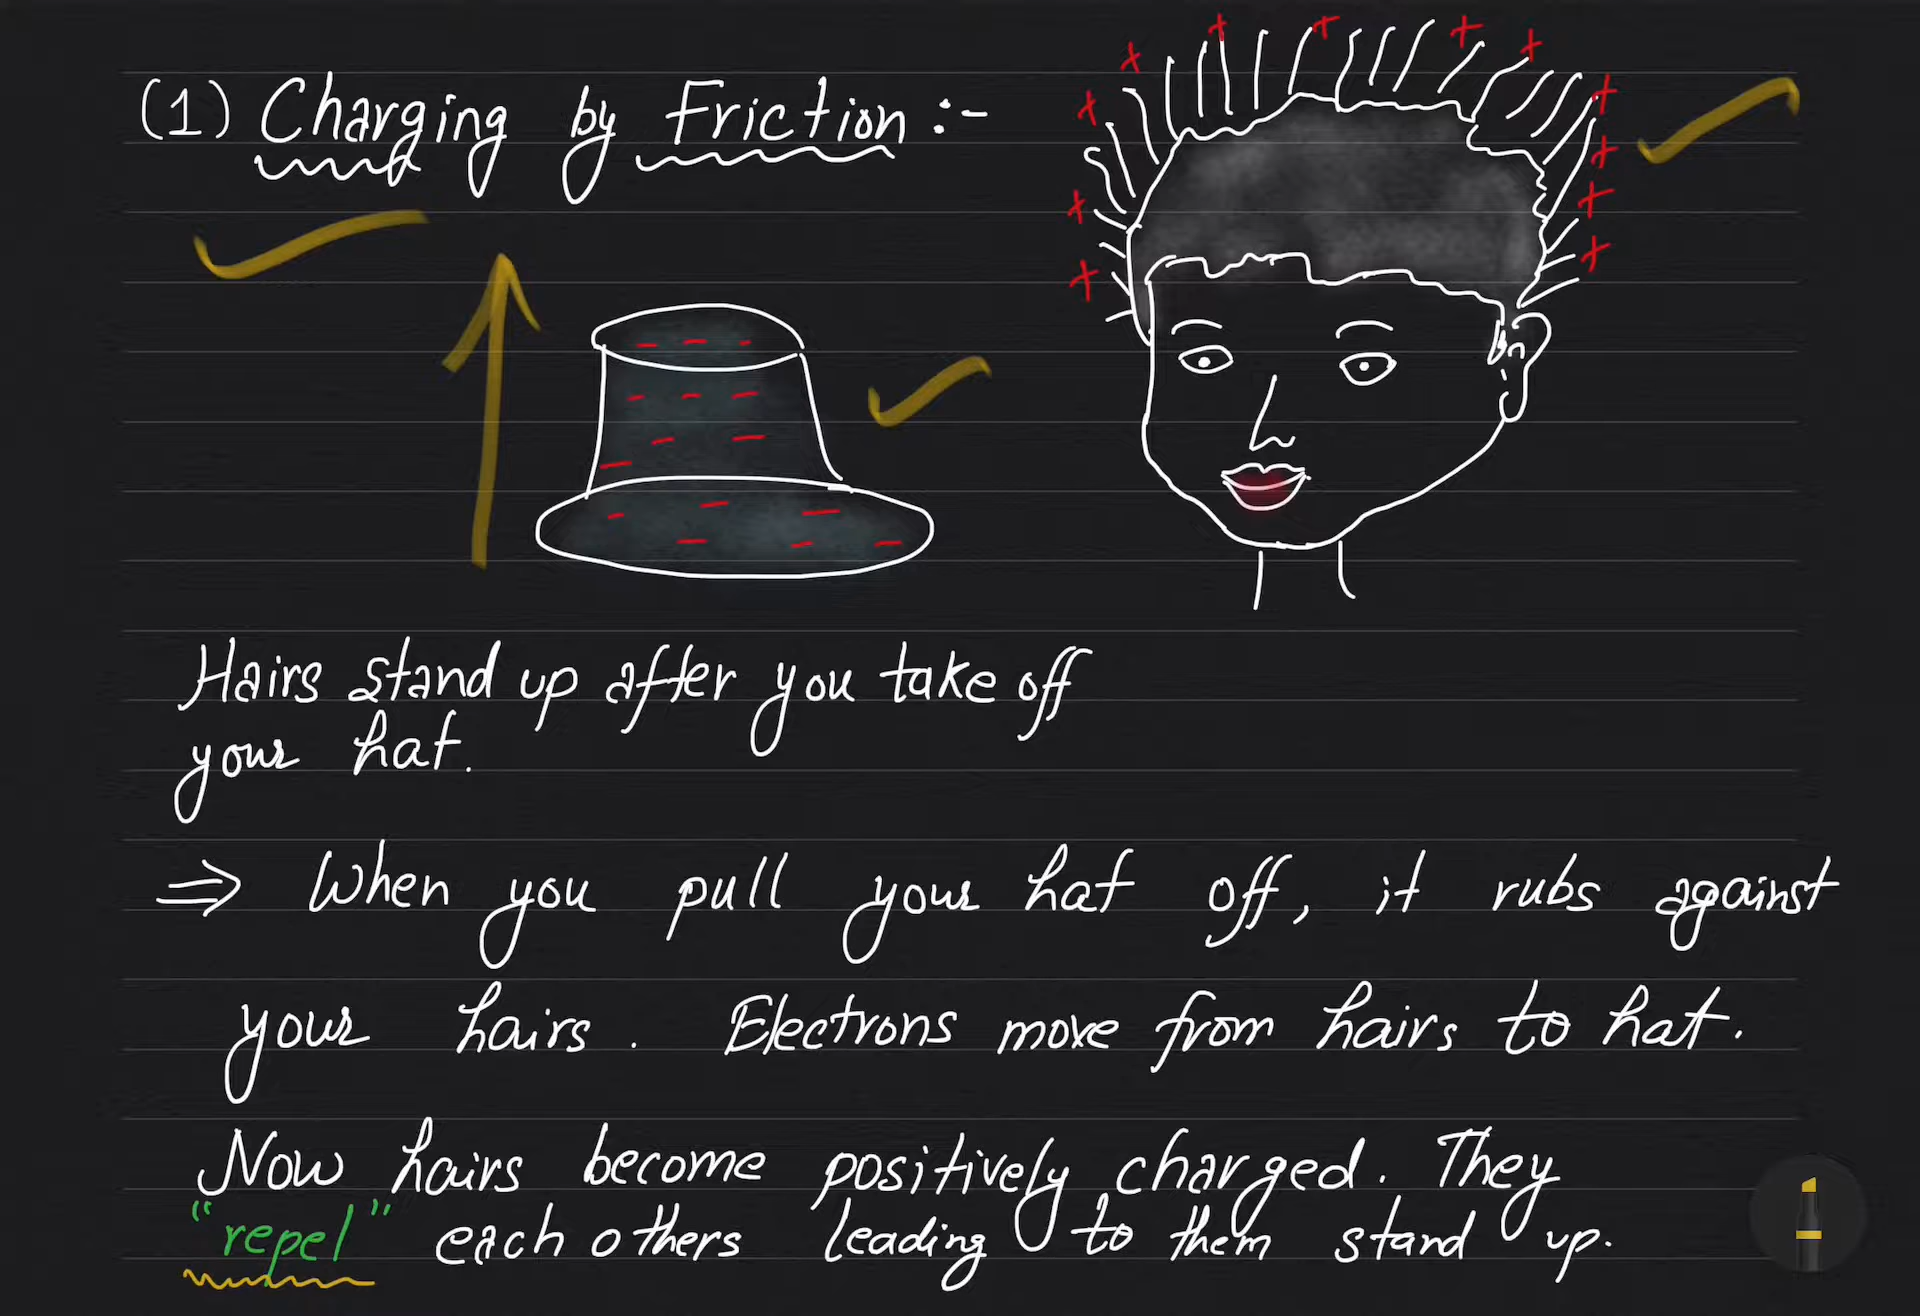 (1) Charging by Friction :-
Hairs stand up after you take off
your hat.
⇒ When you pull your hat off, it rubs against
your hairs. Electrons move from hairs to hat.
Now hairs become positively charged. They
"repel" each others leading to them stand up.